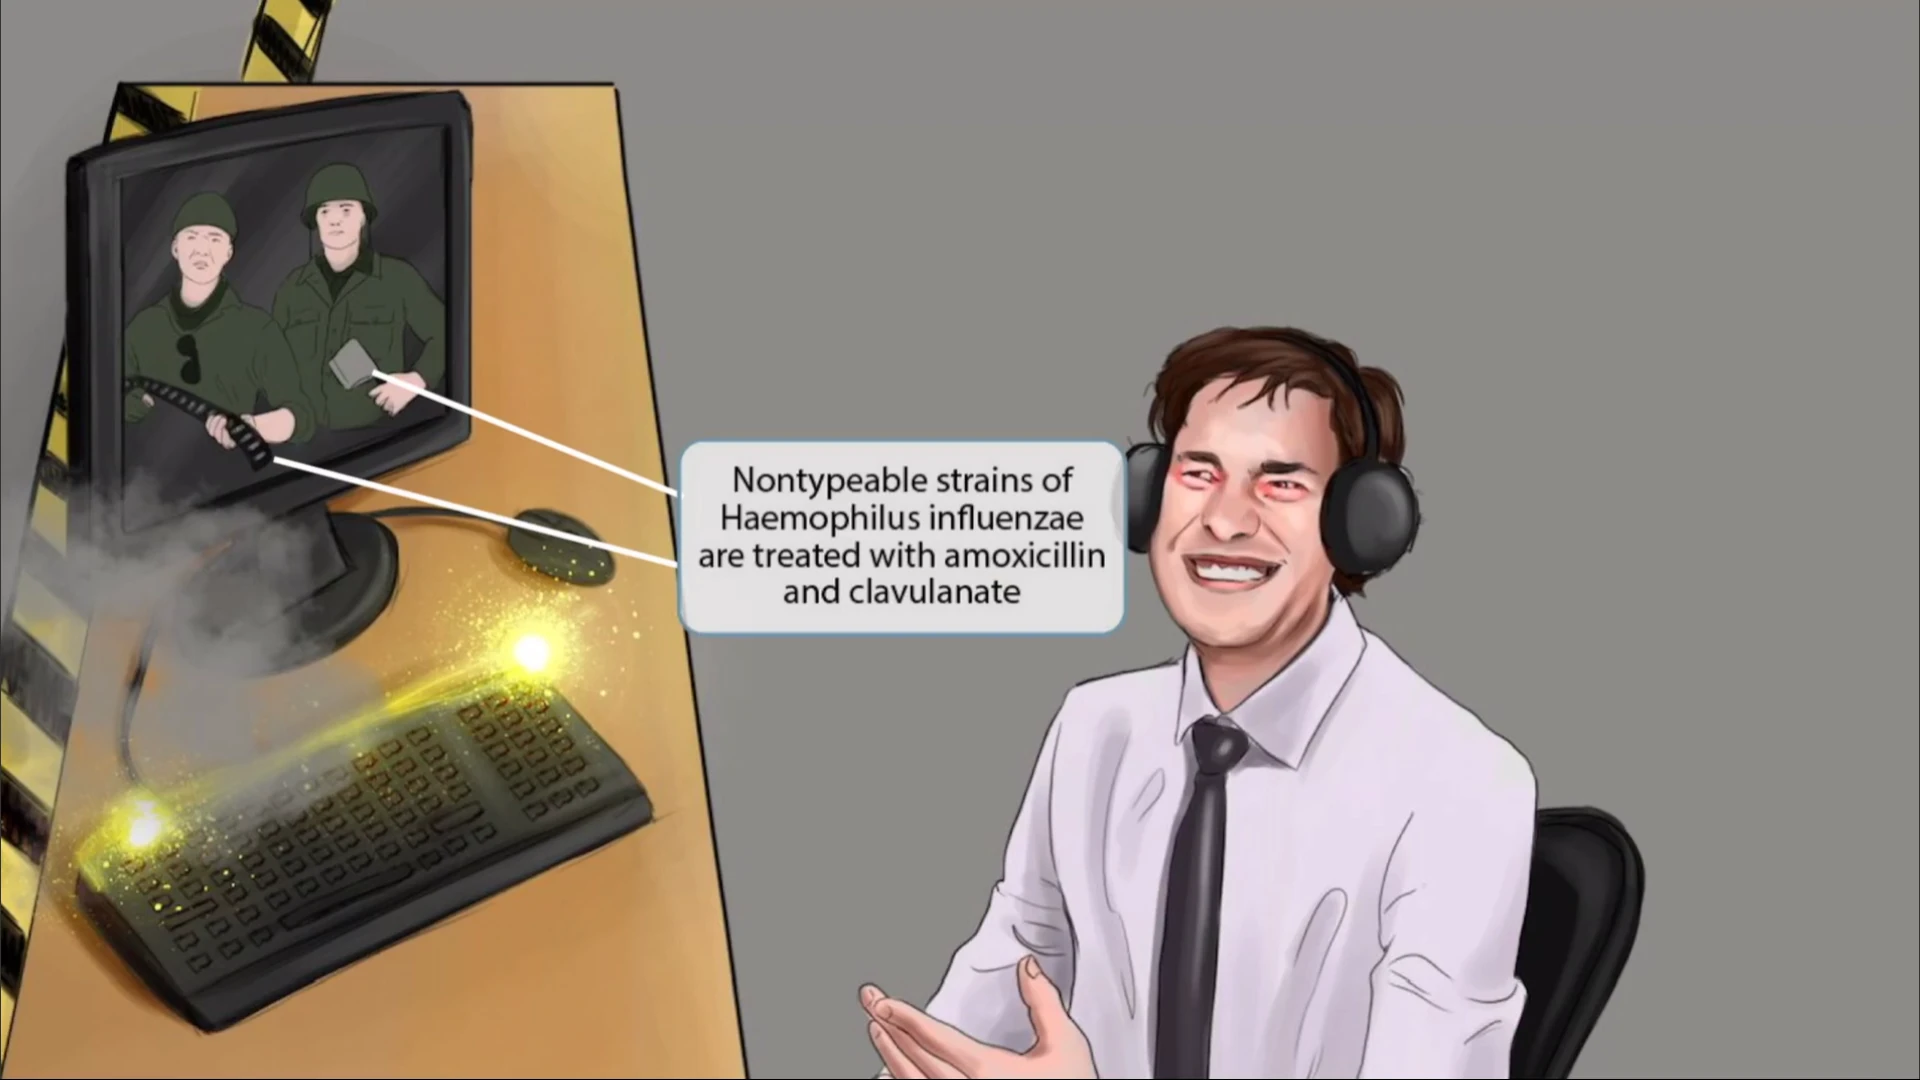 Nontypeable strains of
Haemophilus influenzae
are treated with amoxicillin
and clavulanate